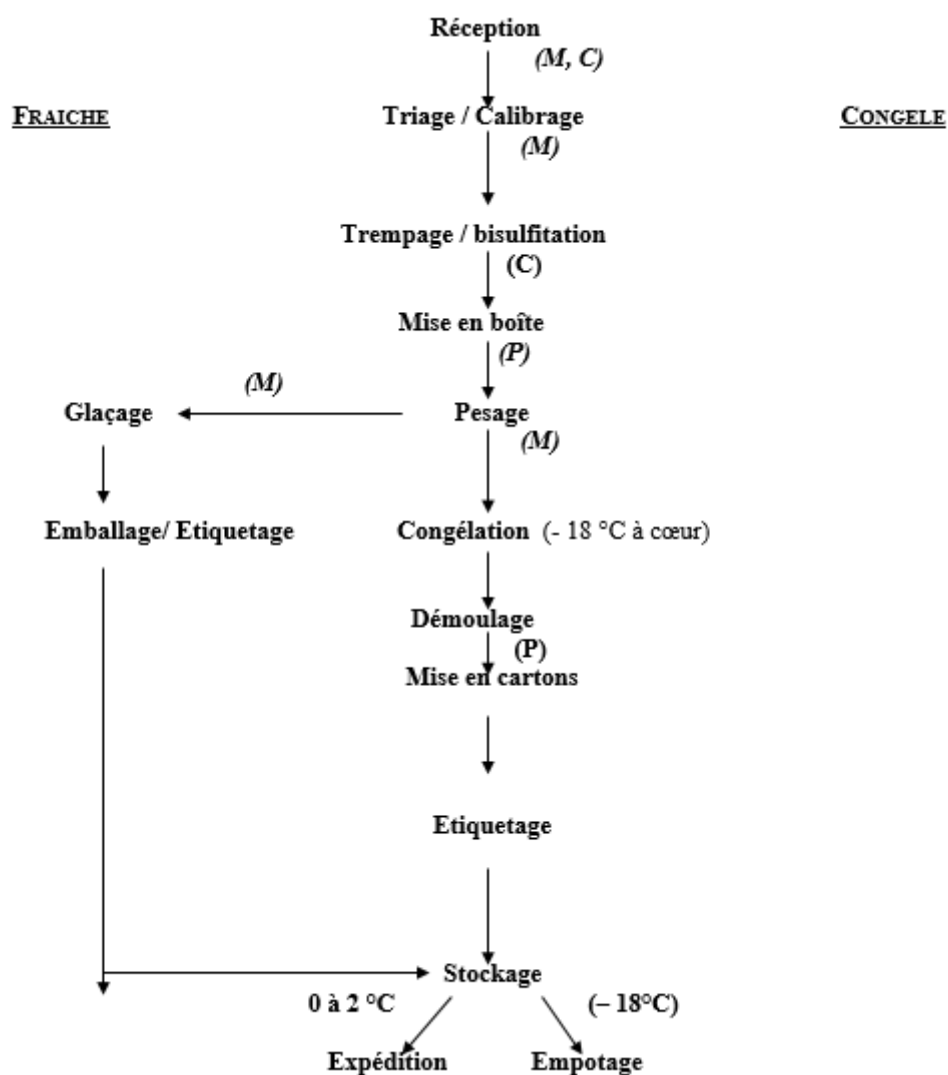 Réception
(M, C)
FRAICHE Triage / Calibrage CONGELE
(M)
Trempage / bisulfitation
(C)
Mise en boîte
(P)
(M)
Glaçage Pesage
(M)
Emballage/ Etiquetage Congélation (- 18 °C à cœur)
Démoulage
(P)
Mise en cartons
Etiquetage
Stockage
0 à 2 °C (– 18°C)
Expédition Empotage